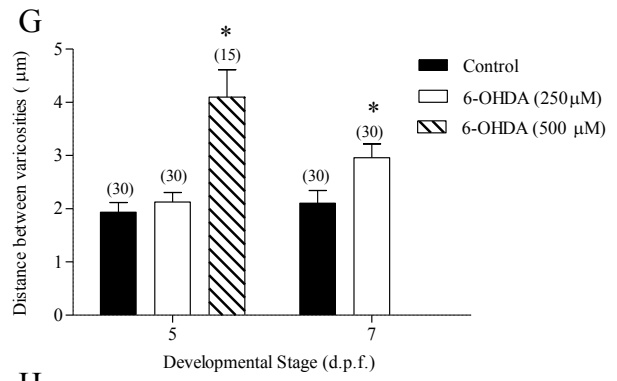 G
Distance between varicosities ( μm)
5
4
3
2
1
0
(30)
(30)
*
(15)
(30)
*
(30)
5
7
Developmental Stage (d.p.f.)
Control
6-OHDA (250μM)
6-OHDA (500 μM)